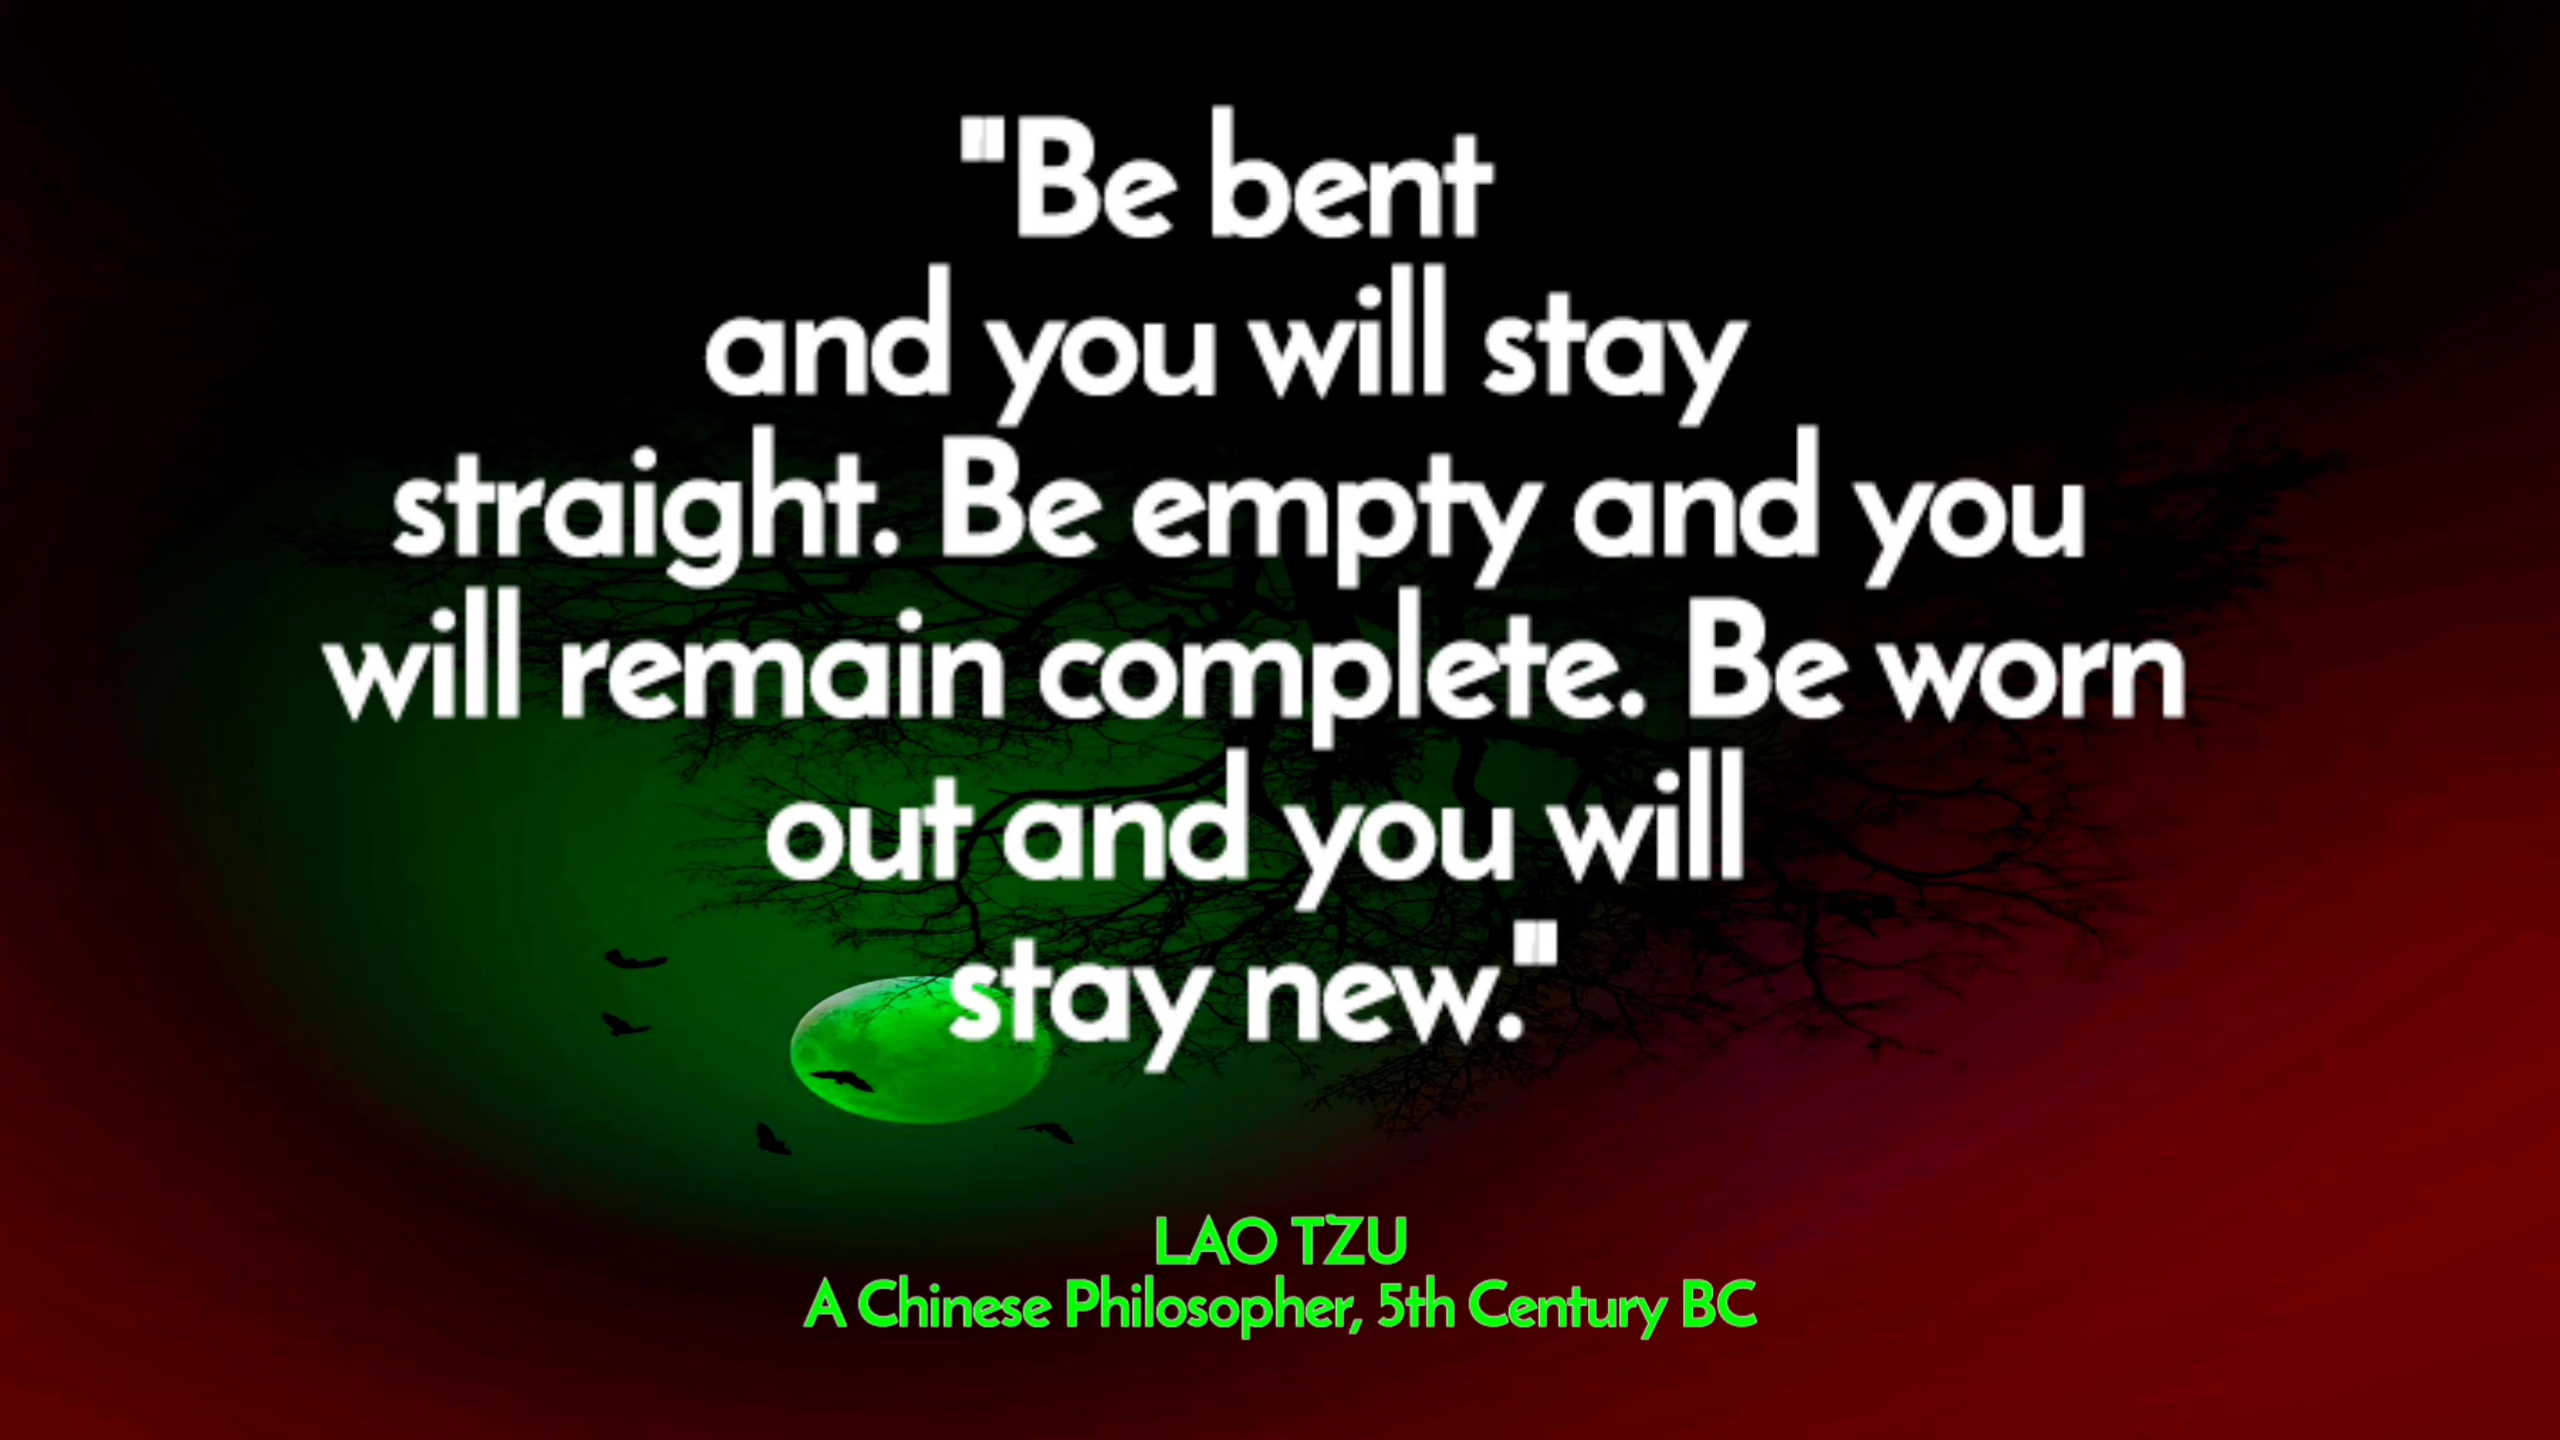 "Be bent
and you will stay
straight. Be empty and you
will remain complete. Be worn
out and you will
stay new."
LAO TZU
A Chinese Philosopher, 5th Century BC